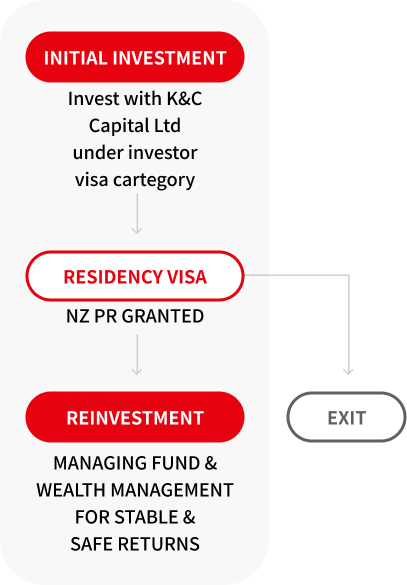 INITIAL INVESTMENT
Invest with K&C
Capital Ltd
under investor
visa cartegory
RESIDENCY VISA
NZ PR GRANTED
REINVESTMENT
EXIT
MANAGING FUND &
WEALTH MANAGEMENT
FOR STABLE &
SAFE RETURNS